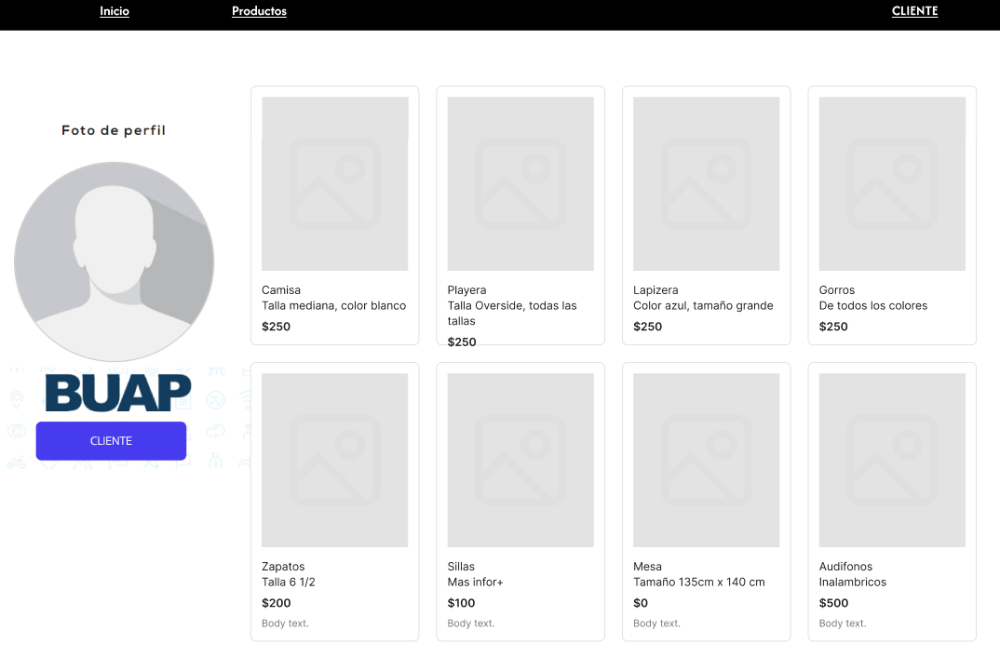 Inicio
Productos
CLIENTE
Foto de perfil
BUAP
CLIENTE
Camisa
Talla mediana, color blanco
$250
Playera
Talla Overside, todas las
tallas
$250
Lapizera
Color azul, tamaño grande
$250
Gorros
De todos los colores
$250
Zapatos
Talla 6 1/2
$200
Body text.
Sillas
Mas infor+
$100
Body text.
Mesa
Tamaño 135cm x 140 cm
$0
Body text.
Audifonos
Inalambricos
$500
Body text.